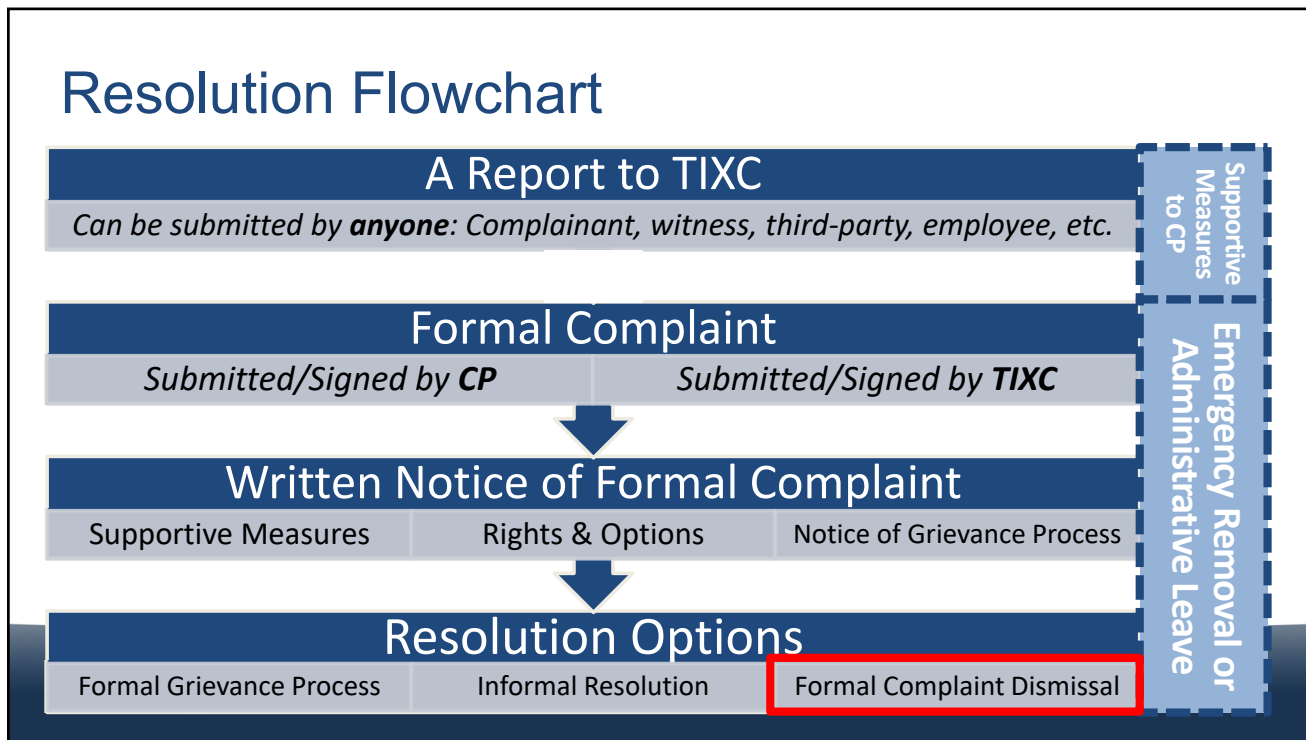 Resolution Flowchart
A Report to TIXC
Can be submitted by anyone: Complainant, witness, third-party, employee, etc.
Supportive
Measures
to CP
Formal Complaint
Submitted/Signed by CP
Submitted/Signed by TIXC
Written Notice of Formal Complaint
Supportive Measures
Rights & Options
Notice of Grievance Process
Resolution Options
Formal Grievance Process
Informal Resolution
Formal Complaint Dismissal
Emergency Removal or
Administrative Leave